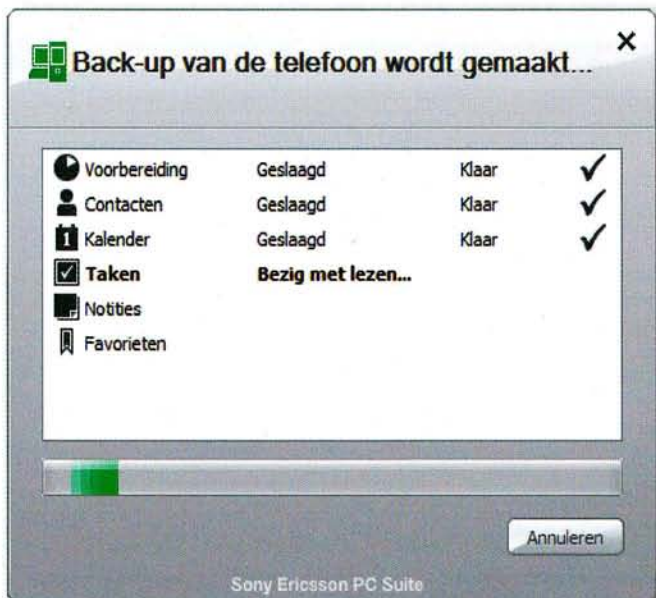 Back-up van de telefoon wordt gemaakt...
Voorbereiding Geslaagd Klaar
Contacten Geslaagd Klaar
1 Kalender Geslaagd Klaar
Taken Bezig met lezen...
Notities
Favorieten
Annuleren
Sony Ericsson PC Suite